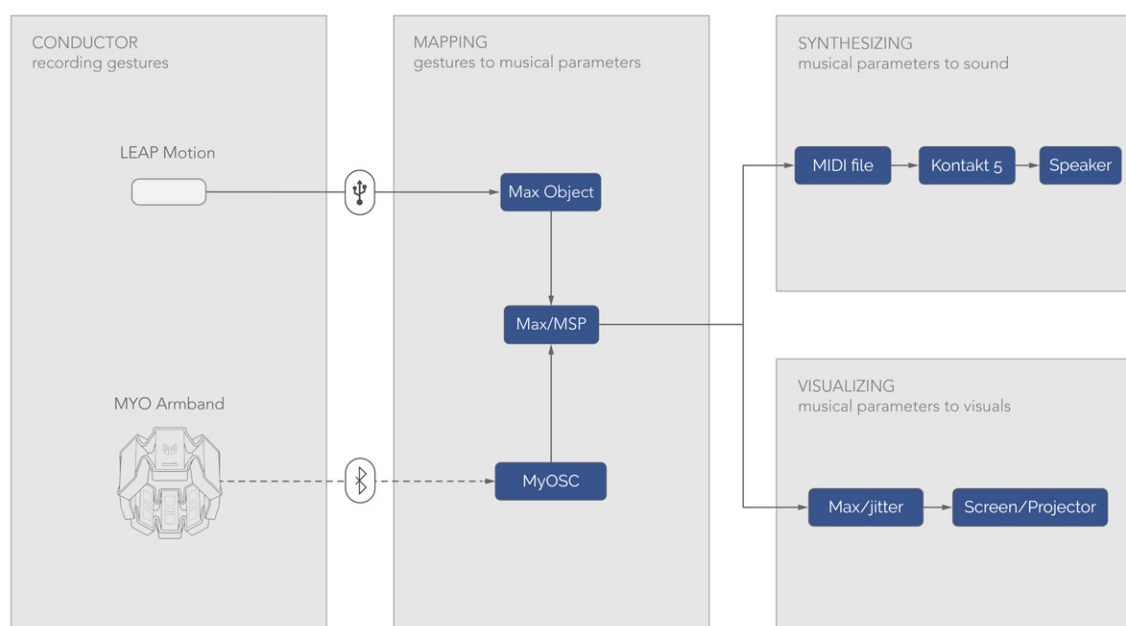 CONDUCTOR
recording gestures
LEAP Motion
MYO Armband
MAPPING
gestures to musical parameters
Max Object
Max/MSP
MyOSC
SYNTHESIZING
musical parameters to sound
MIDI file
Kontakt 5
Speaker
VISUALIZING
musical parameters to visuals
Max/jitter
Screen/Projector